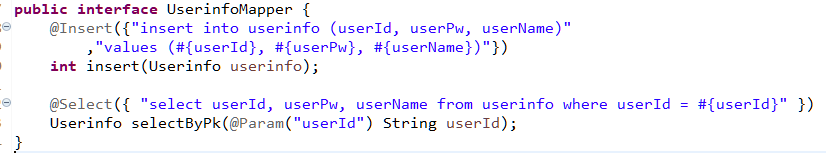 public interface UserinfoMapper {
@Insert({"insert into userinfo (userId, userPw, userName)"
,"values (#{userId}, #{userPw}, #{userName})"})
int insert(Userinfo userinfo);
@Select({ "select userId, userPw, userName from userinfo where userId = #{userId}" })
Userinfo selectByPk(@Param("userId") String userId);
}